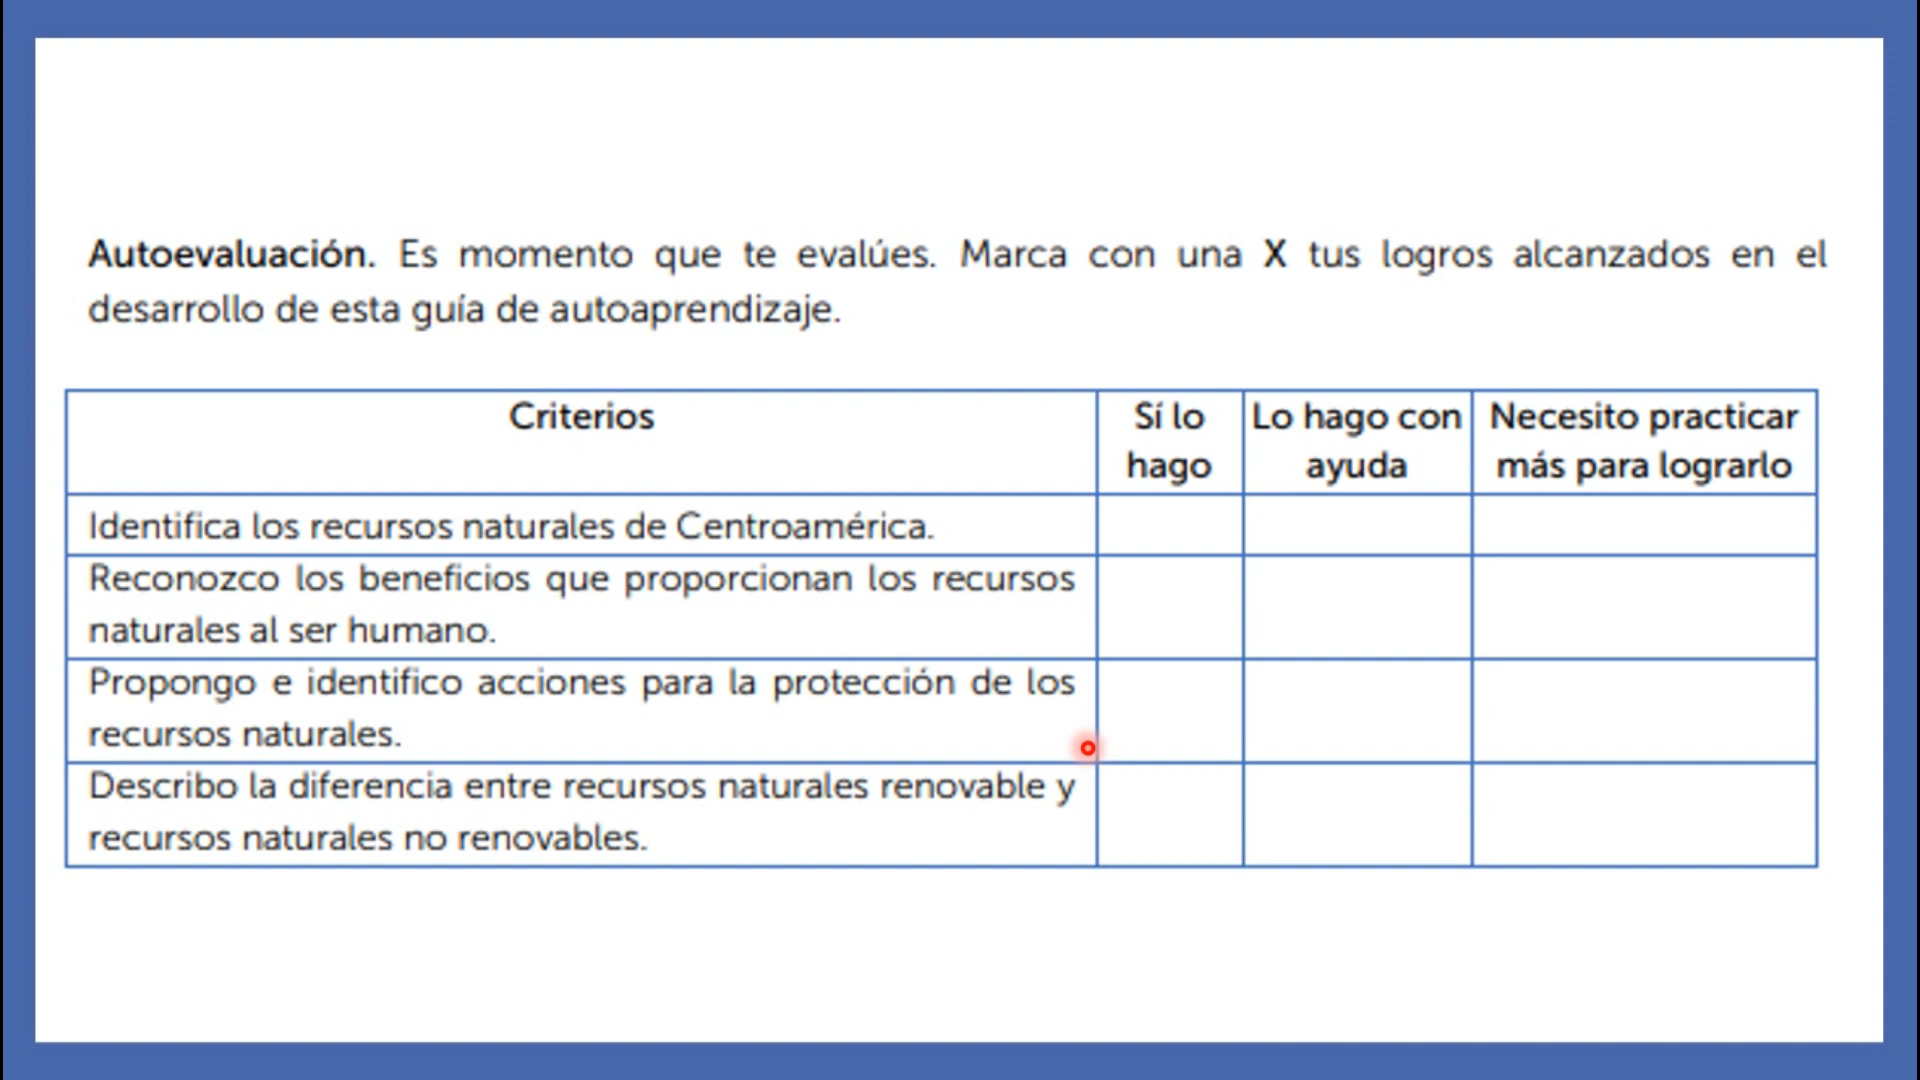 Autoevaluación. Es momento que te evalúes. Marca con una X tus logros alcanzados en el
desarrollo de esta guía de autoaprendizaje.
Criterios
Sí lo
hago
Lo hago con
ayuda
Necesito practicar
más para lograrlo
Identifica los recursos naturales de Centroamérica.
Reconozco los beneficios que proporcionan los recursos
naturales al ser humano.
Propongo e identifico acciones para la protección de los
recursos naturales.
Describo la diferencia entre recursos naturales renovable y
recursos naturales no renovables.